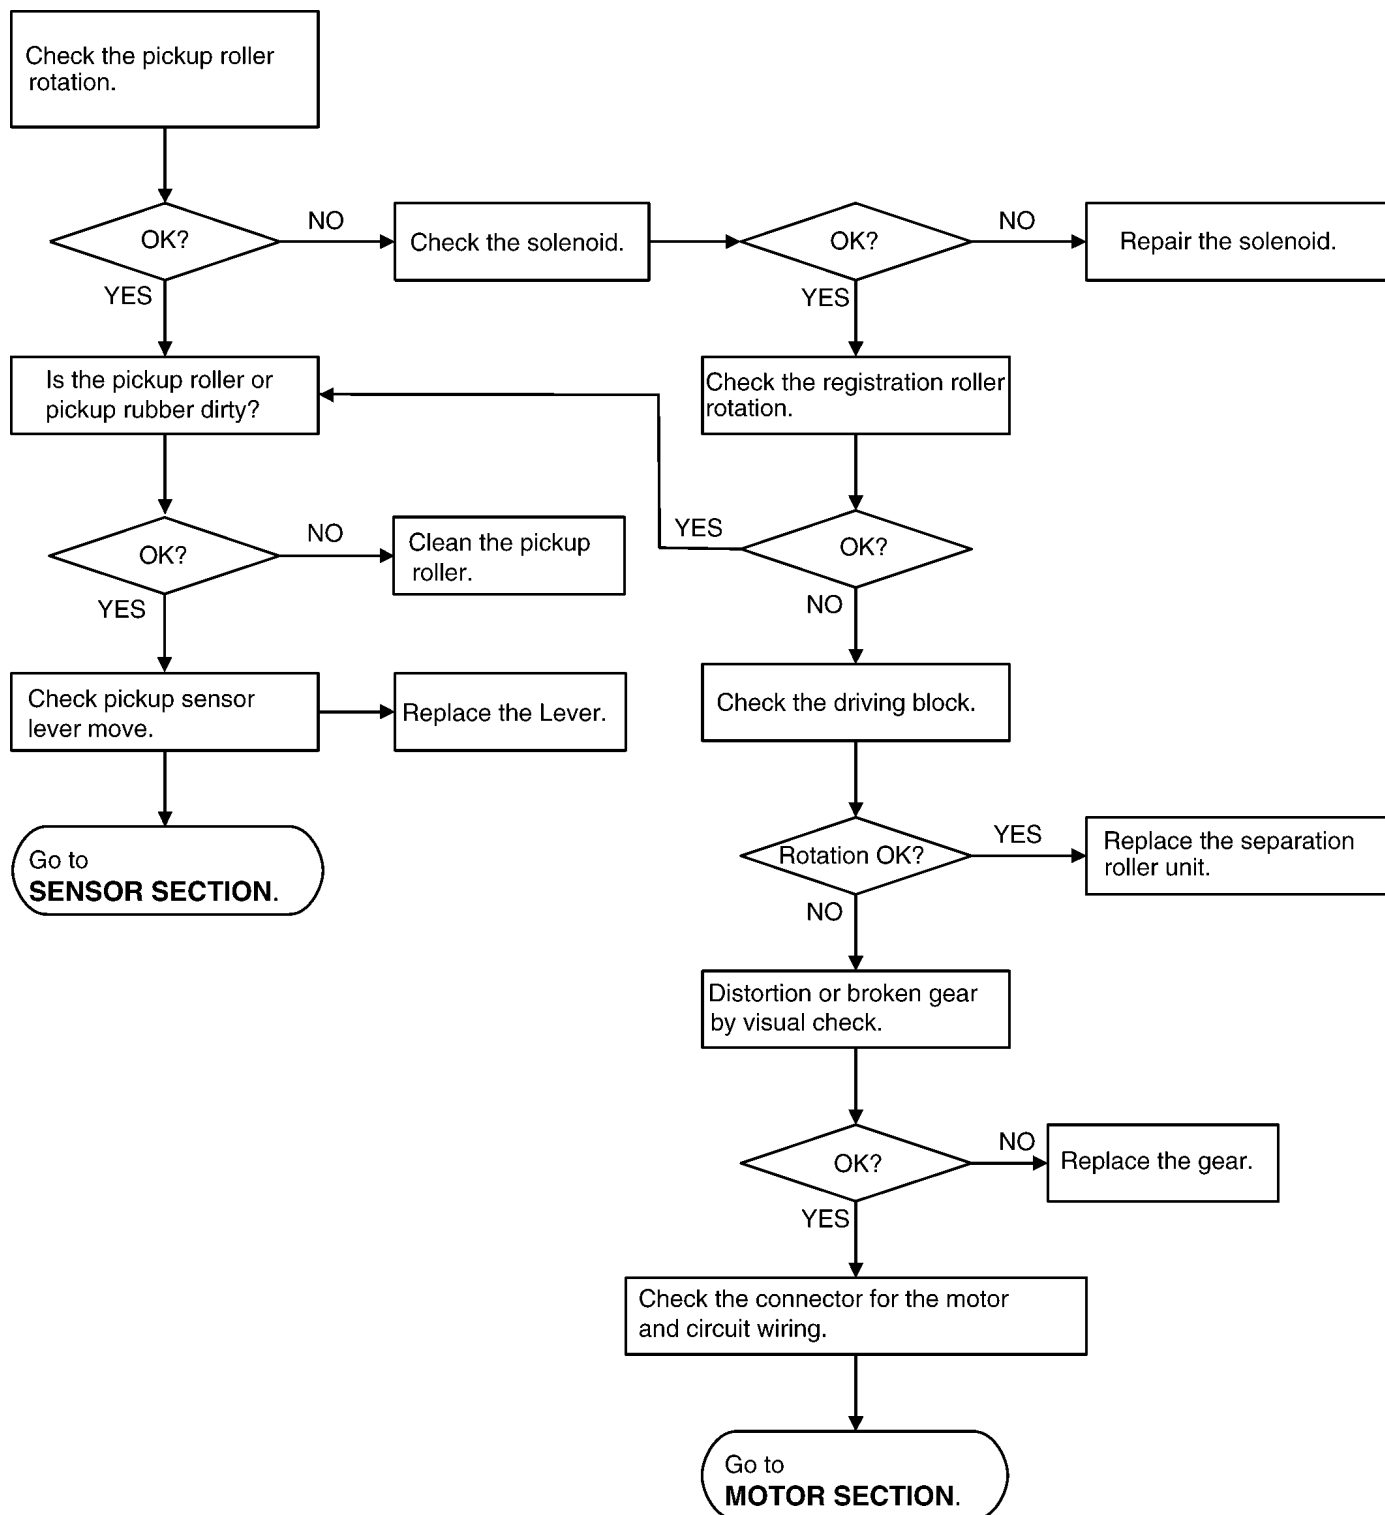 Check the pickup roller
rotation.
OK?
NO
Check the solenoid.
OK?
NO
Repair the solenoid.
YES
YES
Is the pickup roller or
pickup rubber dirty?
Check the registration roller
rotation.
OK?
NO
Clean the pickup
roller.
YES
OK?
YES
NO
Check pickup sensor
lever move.
Replace the Lever.
Check the driving block.
Go to
SENSOR SECTION.
Rotation OK?
YES
Replace the separation
roller unit.
NO
Distortion or broken gear
by visual check.
OK?
NO
Replace the gear.
YES
Check the connector for the motor
and circuit wiring.
Go to
MOTOR SECTION.